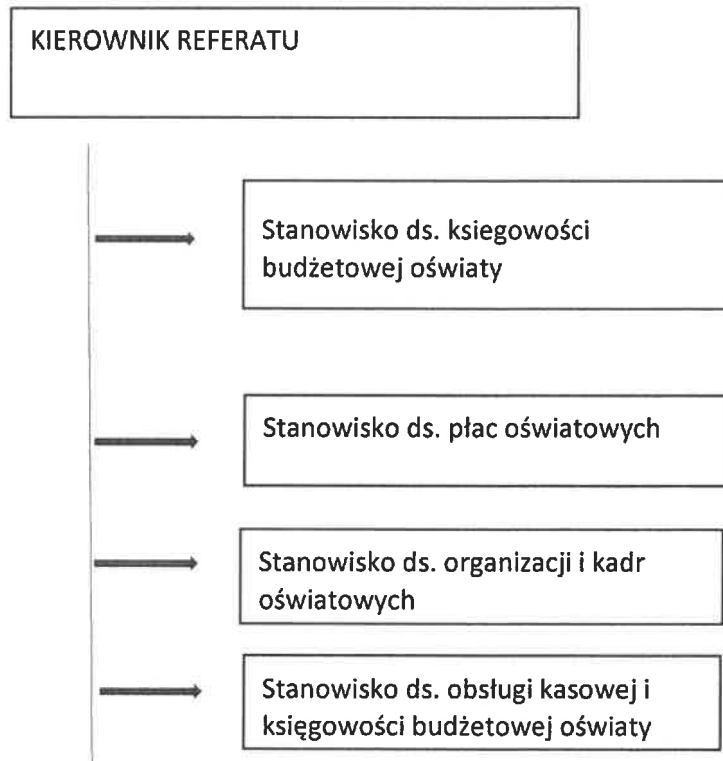 KIEROWNIK REFERATU
Stanowisko ds. ksiegowości
budżetowej oświaty
Stanowisko ds. płac oświatowych
Stanowisko ds. organizacji i kadr
oświatowych
Stanowisko ds. obsługi kasowej i
księgowości budżetowej oświaty